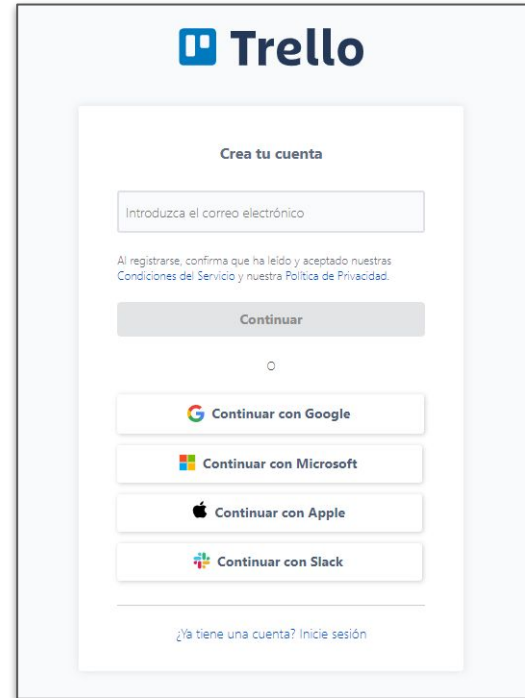 Trello
Crea tu cuenta
Introduzca el correo electrónico
Al registrarse, confirma que ha leído y aceptado nuestras
Condiciones del Servicio y nuestra Política de Privacidad.
Continuar
O
Continuar con Google
Continuar con Microsoft
Continuar con Apple
Continuar con Slack
¿Ya tiene una cuenta? Inicie sesión